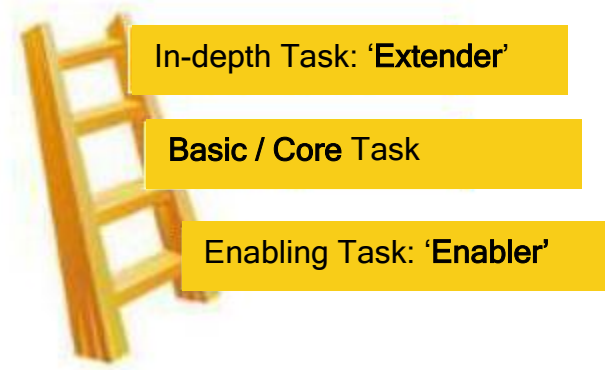 In-depth Task: ‘Extender’
Basic / Core Task
Enabling Task: ‘Enabler’